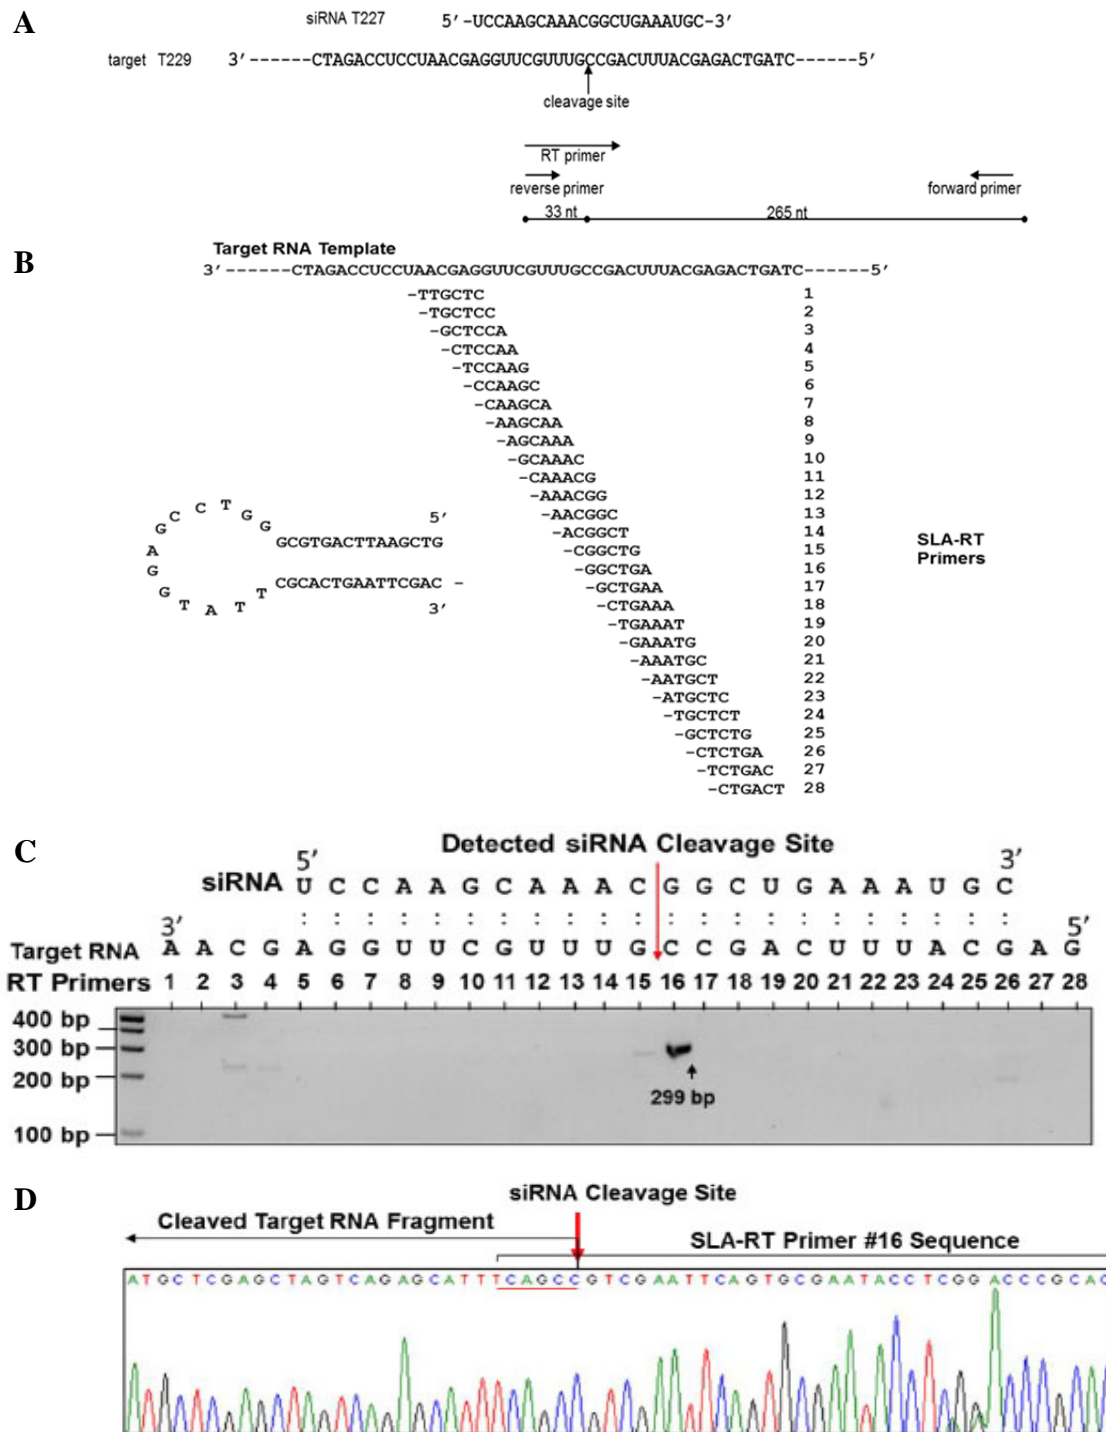 A
siRNA T227 5'-UCCAAGCAAACGGCUGAAAUGC-3'
target T229 3'------CTAGACCUCCUAACGAGGUUCGUUUGCCGACUUUACGAGACTGATC------5'
cleavage site
RT primer
reverse primer forward primer
33 nt 265 nt
B
Target RNA Template
3'------CTAGACCUCCUAACGAGGUUCGUUUGCCGACUUUACGAGACTGATC------5'
-TTGCTC 1
-TGCTCC 2
-GCTCCA 3
-CTCCAA 4
-TCCAAG 5
-CCAAGC 6
-CAAGCA 7
-AAGCAA 8
-AGCAAA 9
-GCAAAC 10
-CAAACG 11
-AAACGG 12
-AACGGC 13
-ACGGCT 14
-CGGCTG 15
-GGCTGA 16
-GCTGAA 17
-CTGAAA 18
-TGAAAT 19
-GAAATG 20
-AAATGC 21
-AATGCT 22
-ATGCTC 23
-TGCTCT 24
-GCTCTG 25
-CTCTGA 26
-TCTGAC 27
-CTGACT 28
SLA-RT
Primers
5'
GCGTGACTTAAGCTG
G G T C C G A G G T A T T
CGCACTGAATTCGAC -
3'
C
Detected siRNA Cleavage Site
5' 3'
siRNA U C C A A G C A A A C G G C U G A A A U G C
: : : : : : : : : : : : : : : : : : : : : :
3' 5'
Target RNA A A C G A G G U U C G U U U G C C G A C U U U A C G A G
RT Primers 1 2 3 4 5 6 7 8 9 10 11 12 13 14 15 16 17 18 19 20 21 22 23 24 25 26 27 28
400 bp
300 bp
200 bp
299 bp
100 bp
D
siRNA Cleavage Site
Cleaved Target RNA Fragment
SLA-RT Primer #16 Sequence
A T G C T C G A G C T A G T C A G A G C A T T T C A G C C G T C G A A T T C A G T G C G A A T A C C T C G G A C C C G C A C